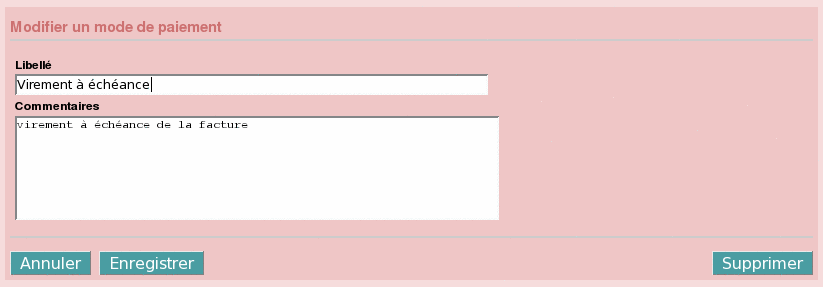 Modifier un mode de paiement
Libellé
Virement à échéance
Commentaires
virement à échéance de la facture
Annuler Enregistrer Supprimer